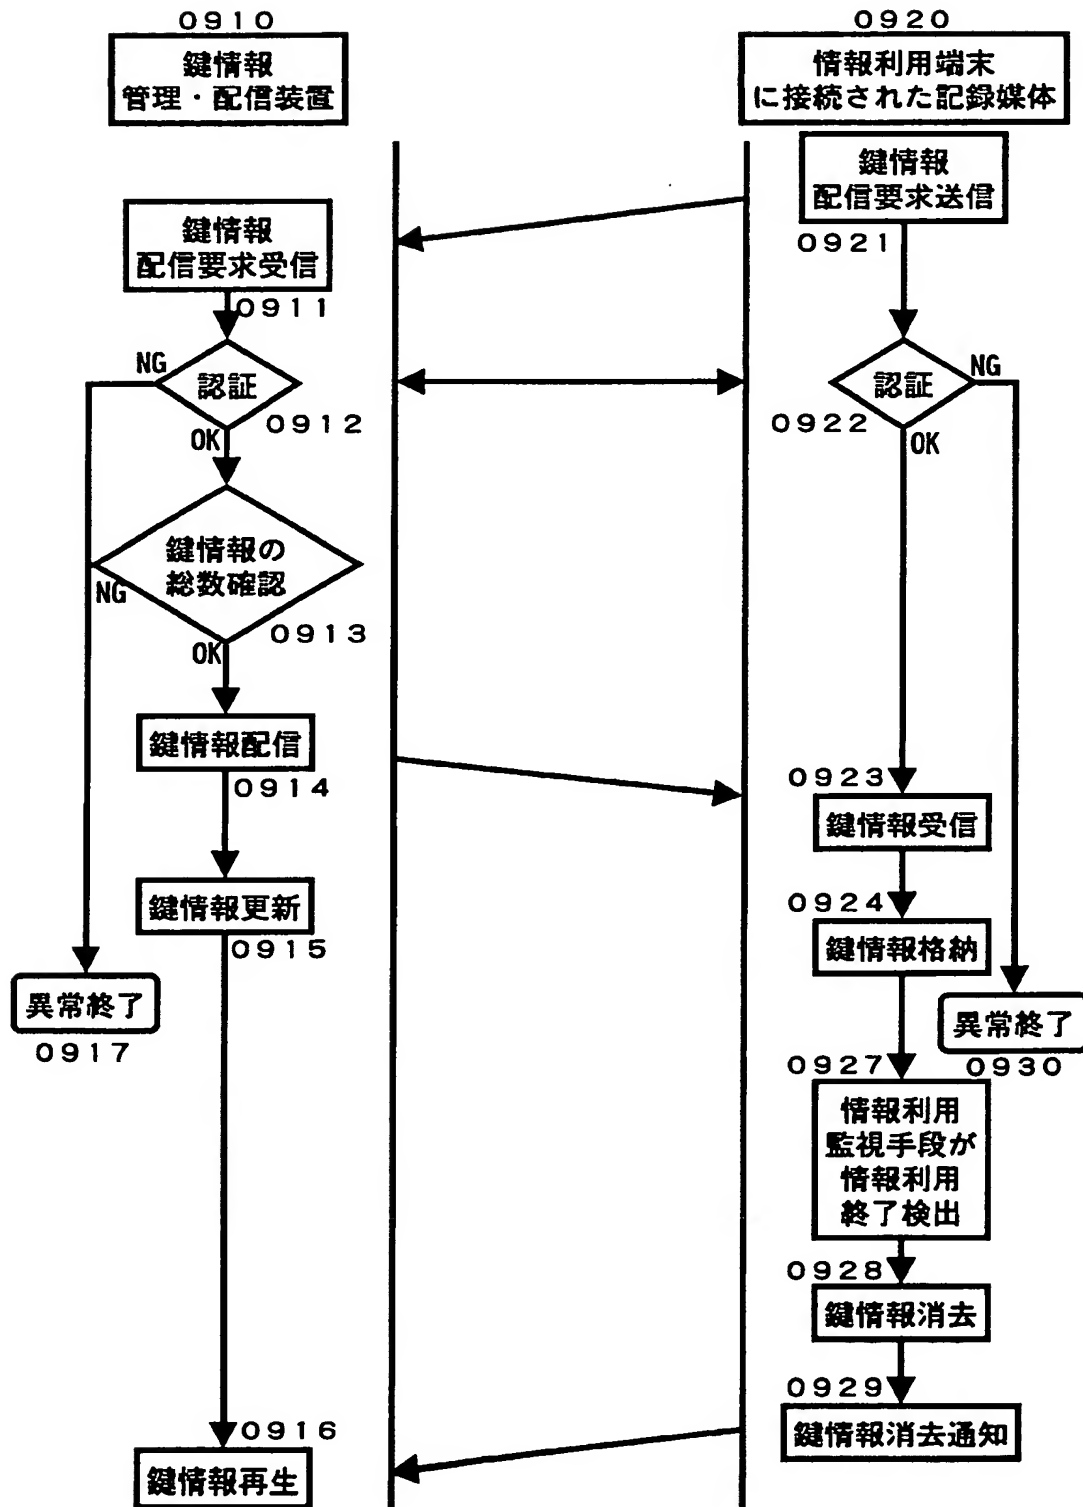 0910
鍵情報
管理・配信装置
0920
情報利用端末
に接続された記録媒体
鍵情報
配信要求送信
0921
鍵情報
配信要求受信
0911
NG
認証
0912
OK
認証
NG
0922
OK
鍵情報の
総数確認
NG
0913
OK
鍵情報配信
0914
0923
鍵情報受信
鍵情報更新
0915
0924
鍵情報格納
異常終了
0917
異常終了
0930
0927
情報利用
監視手段が
情報利用
終了検出
0928
鍵情報消去
0929
鍵情報消去通知
0916
鍵情報再生